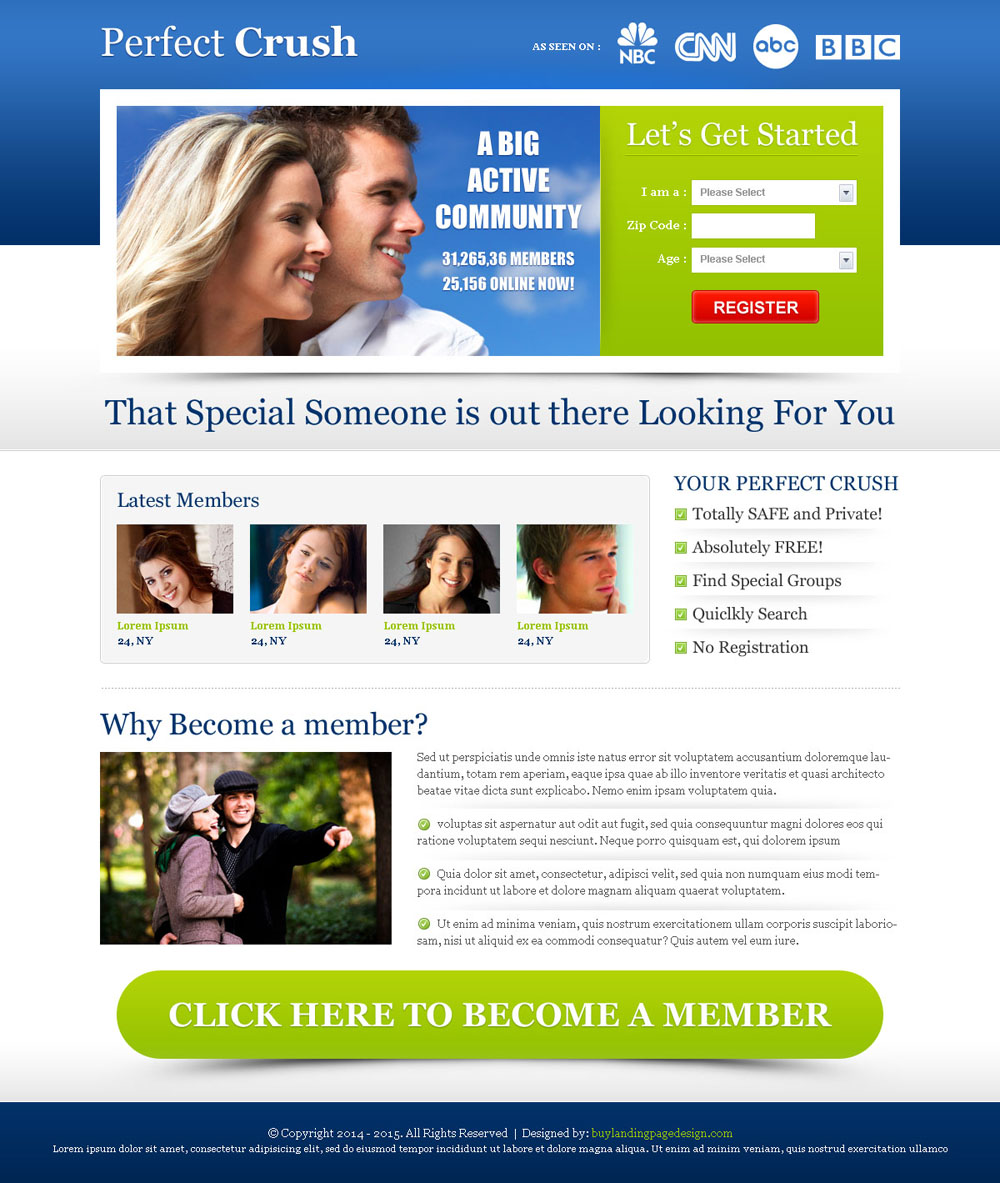 Perfect Crush
AS SEEN ON :
NBC
CNN
abc
BBC
A BIG
ACTIVE
COMMUNITY
31,265,36 MEMBERS
25,156 ONLINE NOW!
Let's Get Started
I am a : Please Select
Zip Code :
Age : Please Select
REGISTER
That Special Someone is out there Looking For You
Latest Members
Lorem Ipsum
24, NY
Lorem Ipsum
24, NY
Lorem Ipsum
24, NY
Lorem Ipsum
24, NY
YOUR PERFECT CRUSH
Totally SAFE and Private!
Absolutely FREE!
Find Special Groups
Quiclkly Search
No Registration
Why Become a member?
Sed ut perspiciatis unde omnis iste natus error sit voluptatem accusantium doloremque lau-
dantium, totam rem aperiam, eaque ipsa quae ab illo inventore veritatis et quasi architecto
beatae vitae dicta sunt explicabo. Nemo enim ipsam voluptatem quia.
voluptas sit aspernatur aut odit aut fugit, sed quia consequuntur magni dolores eos qui
ratione voluptatem sequi nesciunt. Neque porro quisquam est, qui dolorem ipsum
Quia dolor sit amet, consectetur, adipisci velit, sed quia non numquam eius modi tem-
pora incidunt ut labore et dolore magnam aliquam quaerat voluptatem.
Ut enim ad minima veniam, quis nostrum exercitationem ullam corporis suscipit laborio-
sam, nisi ut aliquid ex ea commodi consequatur? Quis autem vel eum iure.
CLICK HERE TO BECOME A MEMBER
© Copyright 2014 - 2015. All Rights Reserved | Designed by: buylandingpagedesign.com
Lorem ipsum dolor sit amet, consectetur adipisicing elit, sed do eiusmod tempor incididunt ut labore et dolore magna aliqua. Ut enim ad minim veniam, quis nostrud exercitation ullamco